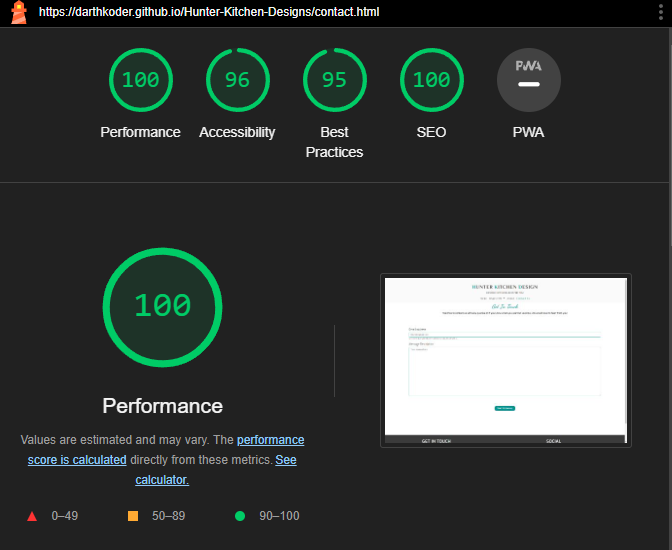 https://darthkoder.github.io/Hunter-Kitchen-Designs/contact.html
100
96
95
100
PWA
Performance
Accessibility
Best
Practices
SEO
PWA
100
Performance
Values are estimated and may vary. The performance
score is calculated directly from these metrics. See
calculator.
0–49
50–89
90–100
HUNTER KITCHEN DESIGN
Get In Touch
GET IN TOUCH
SOCIAL